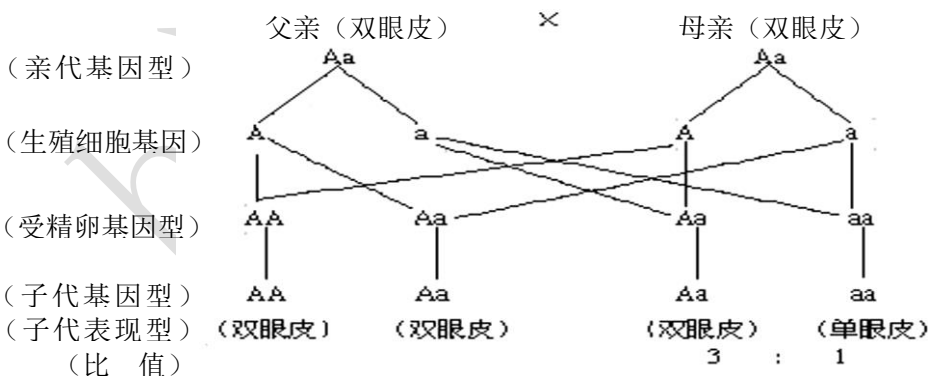 父亲（双眼皮） × 母亲（双眼皮）
（亲代基因型） Aa Aa
（生殖细胞基因） A a A a
（受精卵基因型） AA Aa Aa aa
（子代基因型） AA Aa Aa aa
（子代表现型）（双眼皮）（双眼皮）（双眼皮）（单眼皮）
（比 值） 3 : 1